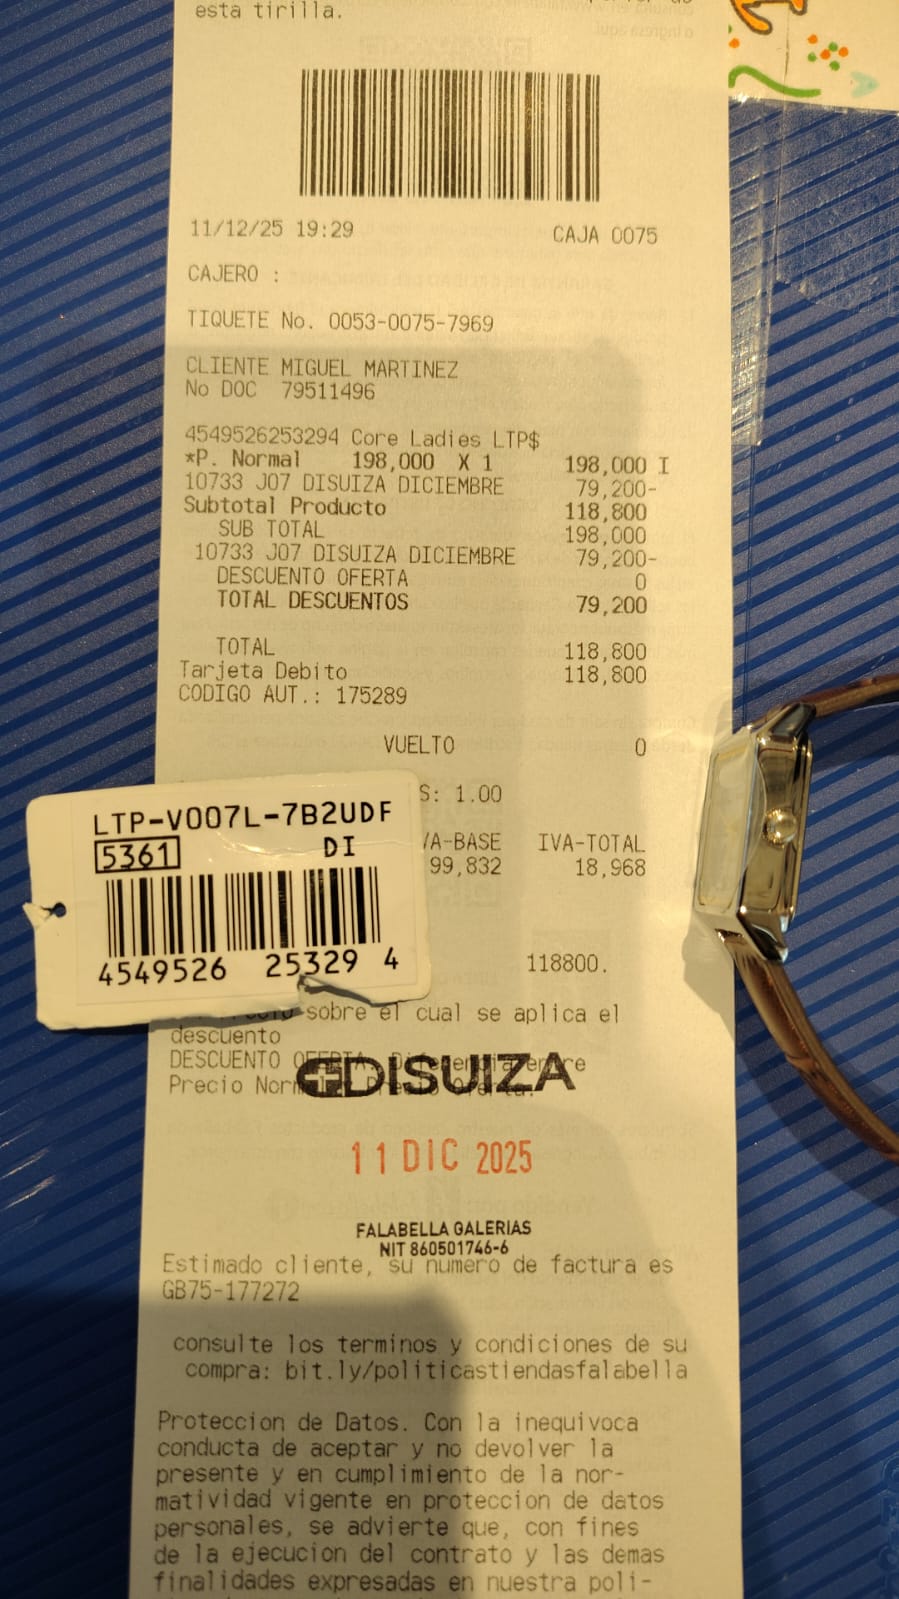 esta tirilla.
11/12/25 19:29 CAJA 0075
CAJERO :
TIQUETE No. 0053-0075-7969
CLIENTE MIGUEL MARTINEZ
No DOC 79511496
4549526253294 Core Ladies LTP$
*P. Normal 198,000 X 1 198,000 I
10733 J07 DISUIZA DICIEMBRE 79,200-
Subtotal Producto 118,800
SUB TOTAL 198,000
10733 J07 DISUIZA DICIEMBRE 79,200-
DESCUENTO OFERTA 0
TOTAL DESCUENTOS 79,200
TOTAL 118,800
Tarjeta Debito 118,800
CODIGO AUT.: 175289
VUELTO 0
S: 1.00
VA-BASE IVA-TOTAL
99,832 18,968
LTP-V007L-7B2UDF
5361 DI
4549526 25329 4
118800.
sobre el cual se aplica el
descuento
DESCUENTO OFERTA. Diferencia entre
Precio Normal Precio Oferta.
DISUIZA
11 DIC 2025
FALABELLA GALERIAS
NIT 860501746-6
Estimado cliente, su numero de factura es
GB75-177272
consulte los terminos y condiciones de su
compra: bit.ly/politicastiendasfalabella
Proteccion de Datos. Con la inequivoca
conducta de aceptar y no devolver la
presente y en cumplimiento de la nor-
matividad vigente en proteccion de datos
personales, se advierte que, con fines
de la ejecucion del contrato y las demas
finalidades expresadas en nuestra poli-